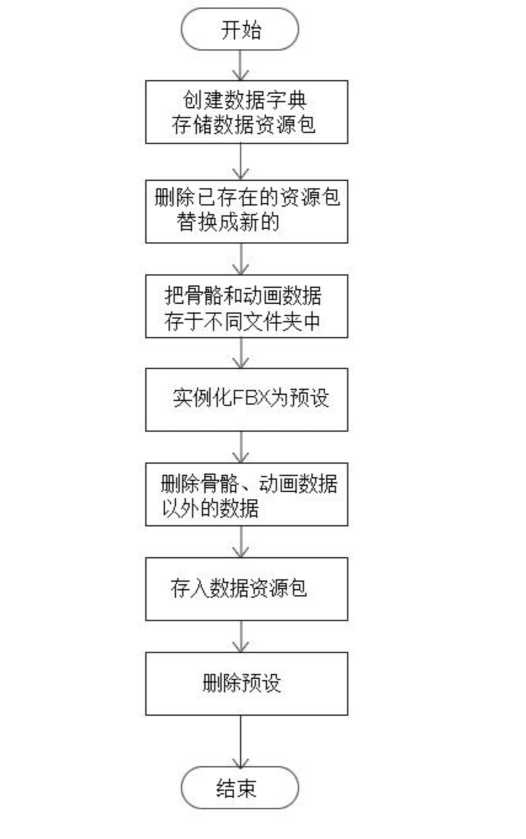 开始
创建数据字典
存储数据资源包
删除已存在的资源包
替换成新的
把骨骼和动画数据
存于不同文件夹中
实例化FBX为预设
删除骨骼、动画数据
以外的数据
存入数据资源包
删除预设
结束